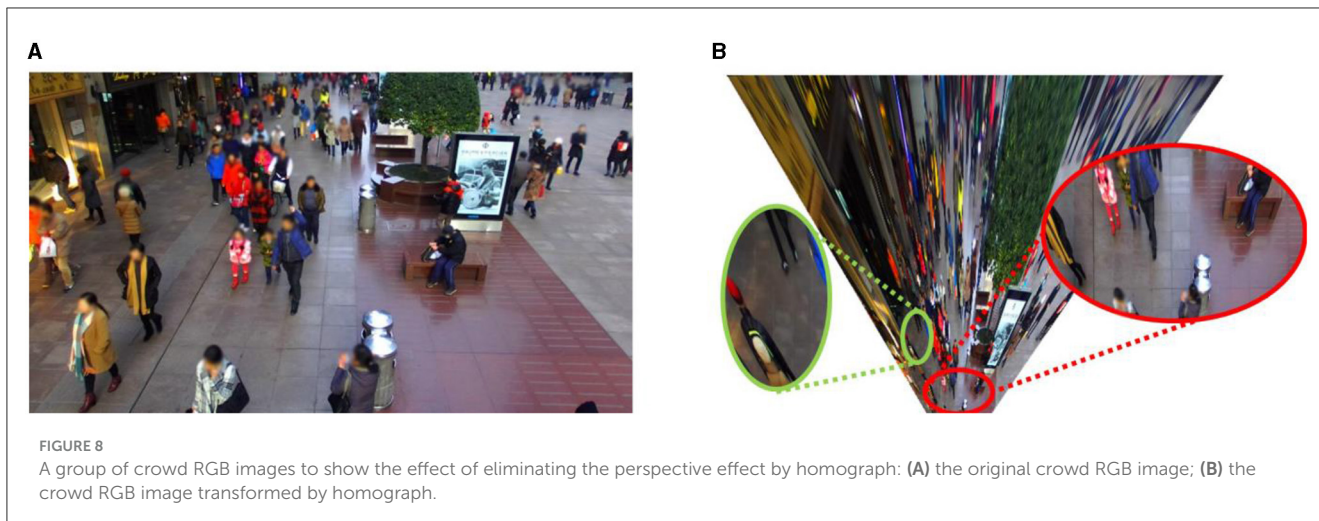 A
B
FIGURE 8
A group of crowd RGB images to show the effect of eliminating the perspective effect by homograph: (A) the original crowd RGB image; (B) the
crowd RGB image transformed by homograph.